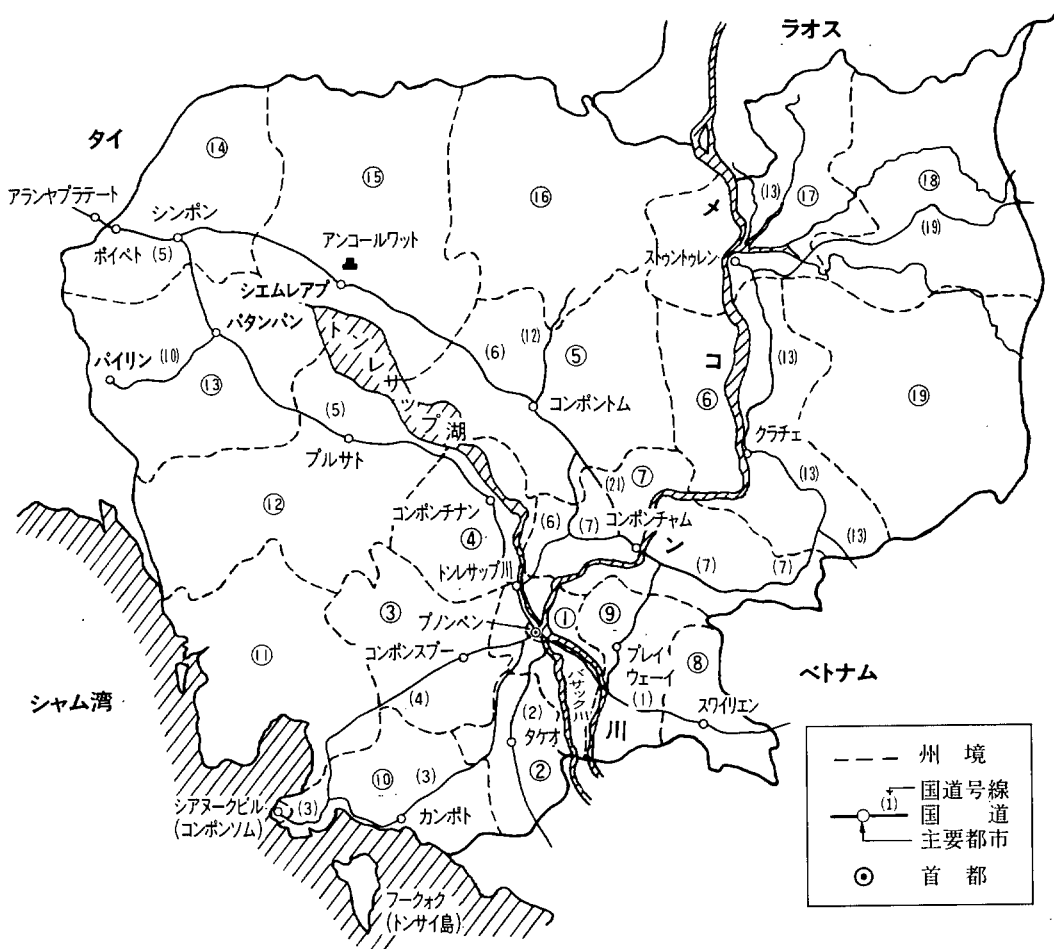 ラオス
タイ
⑭
⑮
⑯
⑰
⑱
(13)
(19)
アランヤプラテート
シンポン
ポイペト
(5)
アンコールワット
シエムレアプ
メコン川
ストゥントゥレン
バタンバン
パイリン
(10)
⑬
トレサップ湖
(6)
(12)
⑤
(13)
⑥
⑲
コンポントム
(5)
プルサト
クラチェ
⑫
(21)
⑦
(13)
コンポンチナン
(6)
(7)
コンポンチャム
④
(13)
トンレサップ川
(7)
(7)
③
①
⑨
プノンペン
コンポンスプー
プレイ
ウェーイ
⑧
ベトナム
⑪
シャム湾
(4)
バサック川
(1)
スワイリエン
(2)
タケオ
②
⑩
(3)
シアヌークビル
(コンポンソム)
(3)
カンポト
フークォク
(トンサイ島)
州境
(1)
国道号線
国道
主要都市
首都